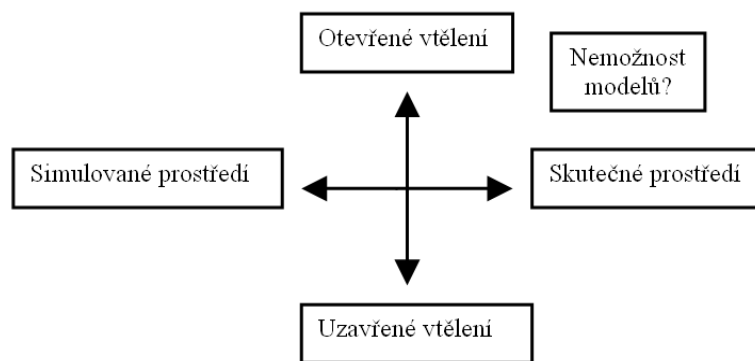 Otevřené vtělení
Nemožnost
modelů?
Simulované prostředí
Skutečné prostředí
Uzavřené vtělení